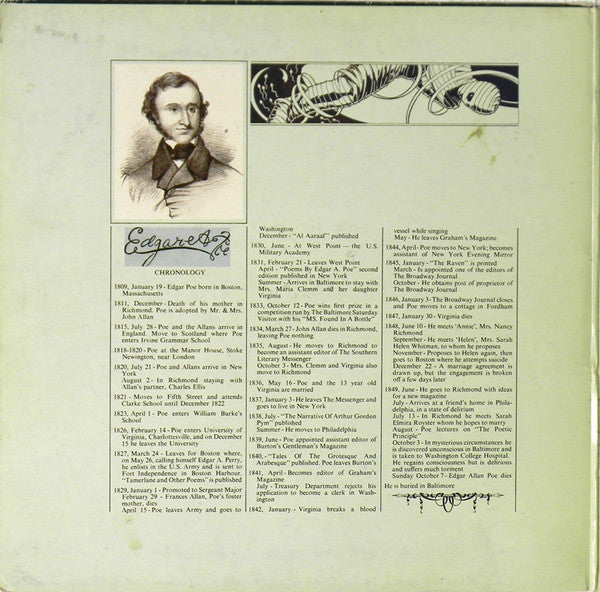 Edgar A Poe
CHRONOLOGY
1809, January 19 - Edgar Poe born in Boston,
Massachusetts
1811, December - Death of his mother in
Richmond. Poe is adopted by Mr. & Mrs.
John Allan
1815, July 28 - Poe and the Allans arrive in
England. Move to Scotland where Poe
enters Irvine Grammar School
1818-1820 - Poe at the Manor House, Stoke
Newington, near London
1820, July 21 - Poe and Allans arrive in New
York
August 2 - In Richmond staying with
Allan's partner, Charles Ellis
1821 - Moves to Fifth Street and attends
Clarke School until December 1822
1823, April 1 - Poe enters William Burke's
School
1826, February 14 - Poe enters University of
Virginia, Charlottesville, and on December
15 he leaves the University
1827, March 24 - Leaves for Boston where,
on May 26, calling himself Edgar A. Perry,
he enlists in the U.S. Army and is sent to
Fort Independence in Boston Harbour.
"Tamerlane and Other Poems" is published
1829, January 1 - Promoted to Sergeant Major
February 29 - Frances Allan, Poe's foster
mother, dies
April 15 - Poe leaves Army and goes to
Washington
December - "Al Aaraaf" published
1830, June - At West Point — the U.S.
Military Academy
1831, February 21 - Leaves West Point
April - "Poems By Edgar A. Poe" second
edition published in New York
Summer - Arrives in Baltimore to stay with
Mrs. Maria Clemm and her daughter
Virginia
1833, October 12 - Poe wins first prize in a
competition run by The Baltimore Saturday
Visitor with his "MS. Found In A Bottle"
1834, March 27 - John Allan dies in Richmond,
leaving Poe nothing
1835, August - He moves to Richmond to
become an assistant editor of The Southern
Literary Messenger
October 3 - Mrs. Clemm and Virginia also
move to Richmond
1836, May 16 - Poe and the 13 year old
Virginia are married
1837, January 3 - He leaves The Messenger and
goes to live in New York
1838, July - "The Narrative Of Arthur Gorden
Pym" published
Summer - He moves to Philadelphia
1839, June - Poe appointed assistant editor of
Burton's Gentleman's Magazine
1840, - "Tales Of The Grotesque And
Arabesque" published. Poe leaves Burton's
1841, April - Becomes editor of Graham's
Magazine
July - Treasury Department rejects his
application to become a clerk in Wash-
ington
1842, January - Virginia breaks a blood
vessel while singing
May - He leaves Graham's Magazine
1844, April - Poe moves to New York; becomes
assistant of New York Evening Mirror
1845, January - "The Raven" is printed
March - Is appointed one of the editors of
The Broadway Journal
October - He obtains post of proprietor of
The Broadway Journal
1846, January 3 - The Broadway Journal closes
and Poe moves to a cottage in Fordham
1847, January 30 - Virginia dies
1848, June 10 - He meets 'Annie', Mrs. Nancy
Richmond
September - He meets 'Helen', Mrs. Sarah
Helen Whitman, to whom he proposes
November - Proposes to Helen again, then
goes to Boston where he attempts suicide
December 22 - A marriage agreement is
drawn up, but the engagement is broken
off a few days later
1849, June - He goes to Richmond with ideas
for a new magazine
July - Arrives at a friend's home in Phila-
delphia, in a state of delirium
July 13 - In Richmond he meets Sarah
Elmira Royster whom he hopes to marry
August - Poe lectures on "The Poetic
Principle"
October 3 - In mysterious circumstances he
is discovered unconscious in Baltimore and
is taken to Washington College Hospital.
He regains consciousness but is delirious
and suffers much torment
Sunday October 7 - Edgar Allan Poe dies
He is buried in Baltimore